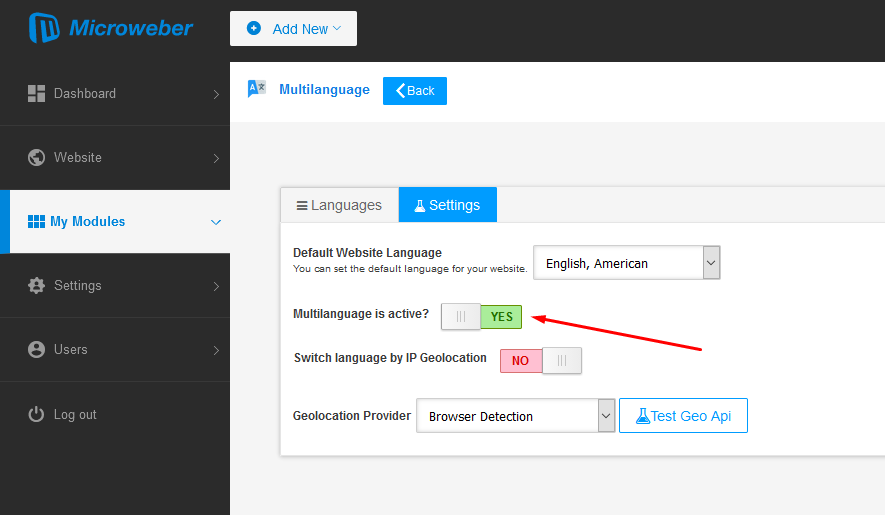 Microweber
Add New
Dashboard
Website
My Modules
Settings
Users
Log out
Multilanguage
Back
Languages
Settings
Default Website Language
You can set the default language for your website.
English, American
Multilanguage is active?
YES
Switch language by IP Geolocation
NO
Geolocation Provider
Browser Detection
Test Geo Api